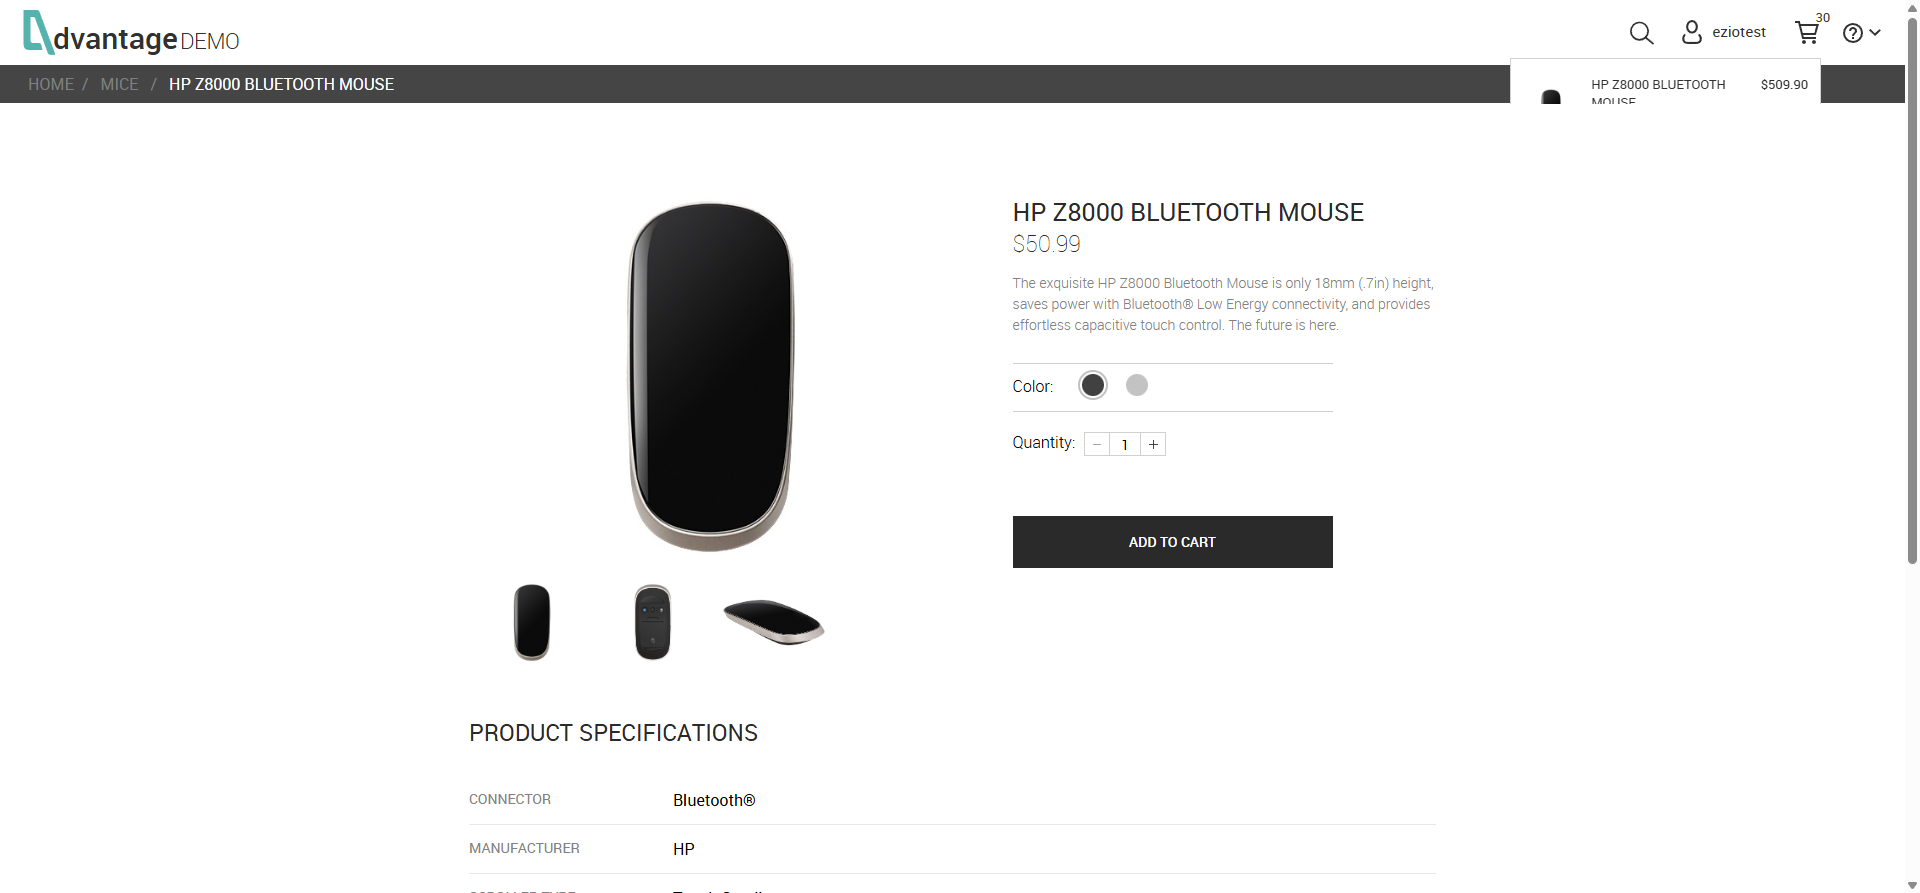 dvantage DEMO
eziotest
30
HOME / MICE / HP Z8000 BLUETOOTH MOUSE
HP Z8000 BLUETOOTH $509.90
MOUSE
HP Z8000 BLUETOOTH MOUSE
$50.99
The exquisite HP Z8000 Bluetooth Mouse is only 18mm (.7in) height,
saves power with Bluetooth® Low Energy connectivity, and provides
effortless capacitive touch control. The future is here.
Color:
Quantity: − 1 +
ADD TO CART
PRODUCT SPECIFICATIONS
CONNECTOR Bluetooth®
MANUFACTURER HP